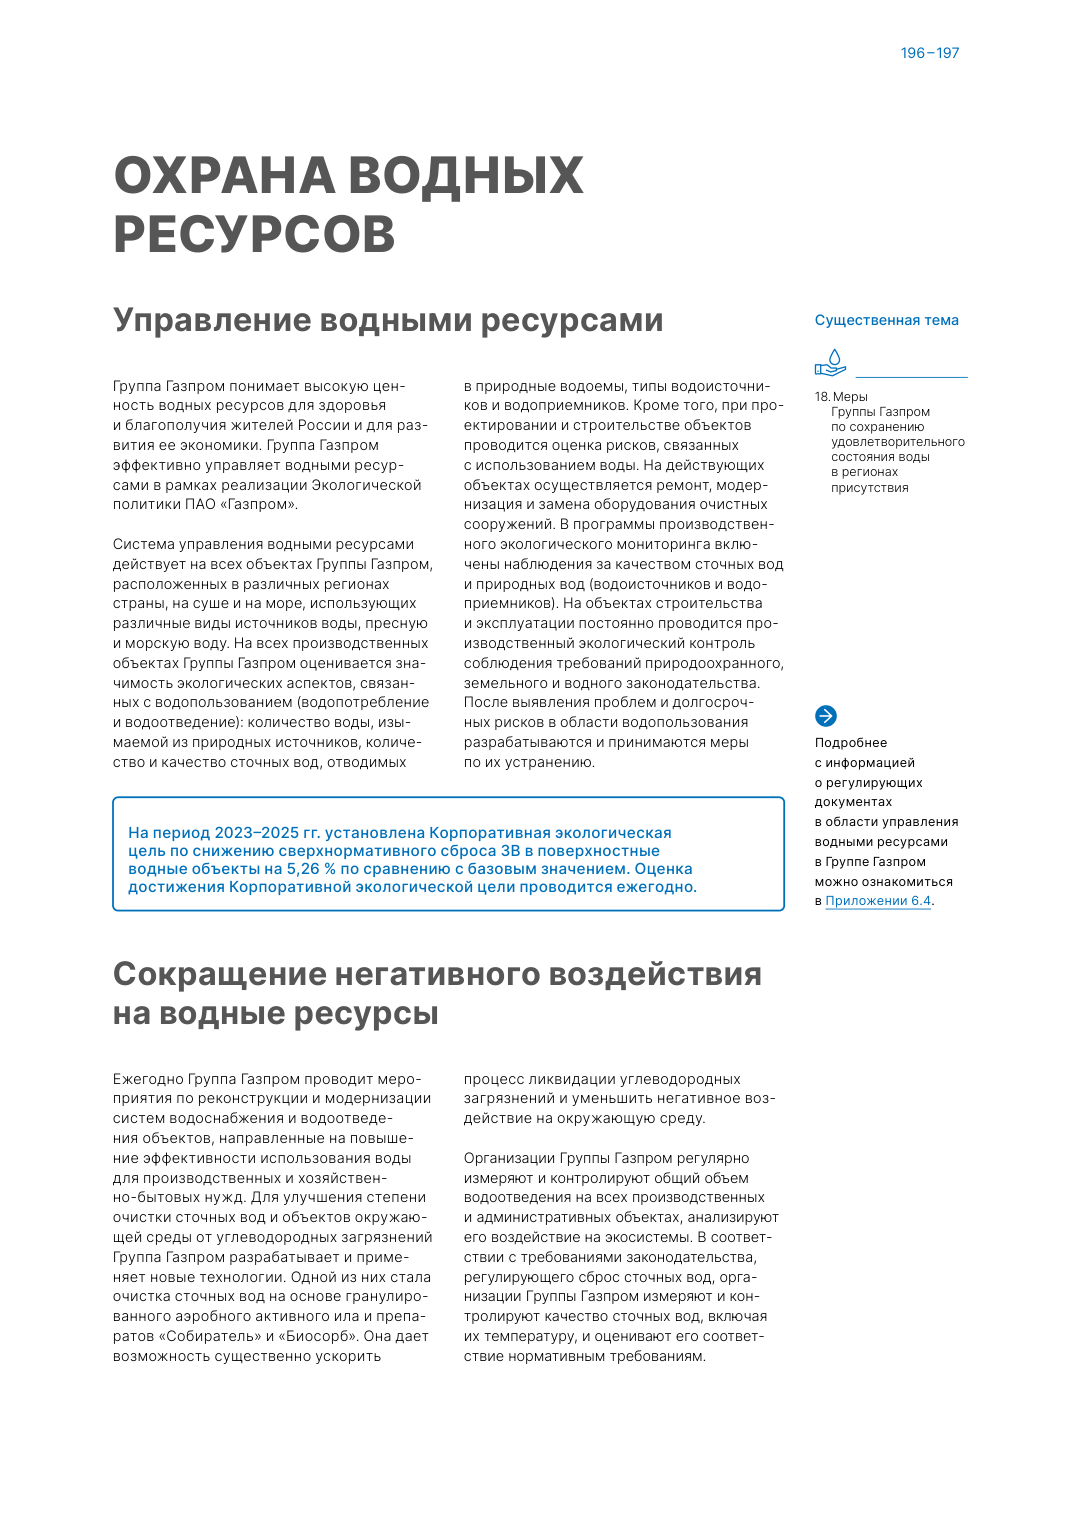 196–197
ОХРАНА ВОДНЫХ
РЕСУРСОВ
Управление водными ресурсами
Группа Газпром понимает высокую цен-
ность водных ресурсов для здоровья
и благополучия жителей России и для раз-
вития ее экономики. Группа Газпром
эффективно управляет водными ресур-
сами в рамках реализации Экологической
политики ПАО «Газпром».
Система управления водными ресурсами
действует на всех объектах Группы Газпром,
расположенных в различных регионах
страны, на суше и на море, использующих
различные виды источников воды, пресную
и морскую воду. На всех производственных
объектах Группы Газпром оценивается зна-
чимость экологических аспектов, связан-
ных с водопользованием (водопотребление
и водоотведение): количество воды, изы-
маемой из природных источников, количе-
ство и качество сточных вод, отводимых
в природные водоемы, типы водоисточни-
ков и водоприемников. Кроме того, при про-
ектировании и строительстве объектов
проводится оценка рисков, связанных
с использованием воды. На действующих
объектах осуществляется ремонт, модер-
низация и замена оборудования очистных
сооружений. В программы производствен-
ного экологического мониторинга вклю-
чены наблюдения за качеством сточных вод
и природных вод (водоисточников и водо-
приемников). На объектах строительства
и эксплуатации постоянно проводится про-
изводственный экологический контроль
соблюдения требований природоохранного,
земельного и водного законодательства.
После выявления проблем и долгосроч-
ных рисков в области водопользования
разрабатываются и принимаются меры
по их устранению.
Существенная тема
18. Меры
Группы Газпром
по сохранению
удовлетворительного
состояния воды
в регионах
присутствия
Подробнее
с информацией
о регулирующих
документах
в области управления
водными ресурсами
в Группе Газпром
можно ознакомиться
в Приложении 6.4.
На период 2023–2025 гг. установлена Корпоративная экологическая
цель по снижению сверхнормативного сброса ЗВ в поверхностные
водные объекты на 5,26 % по сравнению с базовым значением. Оценка
достижения Корпоративной экологической цели проводится ежегодно.
Сокращение негативного воздействия
на водные ресурсы
Ежегодно Группа Газпром проводит меро-
приятия по реконструкции и модернизации
систем водоснабжения и водоотведе-
ния объектов, направленные на повыше-
ние эффективности использования воды
для производственных и хозяйствен-
но-бытовых нужд. Для улучшения степени
очистки сточных вод и объектов окружаю-
щей среды от углеводородных загрязнений
Группа Газпром разрабатывает и приме-
няет новые технологии. Одной из них стала
очистка сточных вод на основе гранулиро-
ванного аэробного активного ила и препа-
ратов «Собиратель» и «Биосорб». Она дает
возможность существенно ускорить
процесс ликвидации углеводородных
загрязнений и уменьшить негативное воз-
действие на окружающую среду.
Организации Группы Газпром регулярно
измеряют и контролируют общий объем
водоотведения на всех производственных
и административных объектах, анализируют
его воздействие на экосистемы. В соответ-
ствии с требованиями законодательства,
регулирующего сброс сточных вод, орга-
низации Группы Газпром измеряют и кон-
тролируют качество сточных вод, включая
их температуру, и оценивают его соответ-
ствие нормативным требованиям.